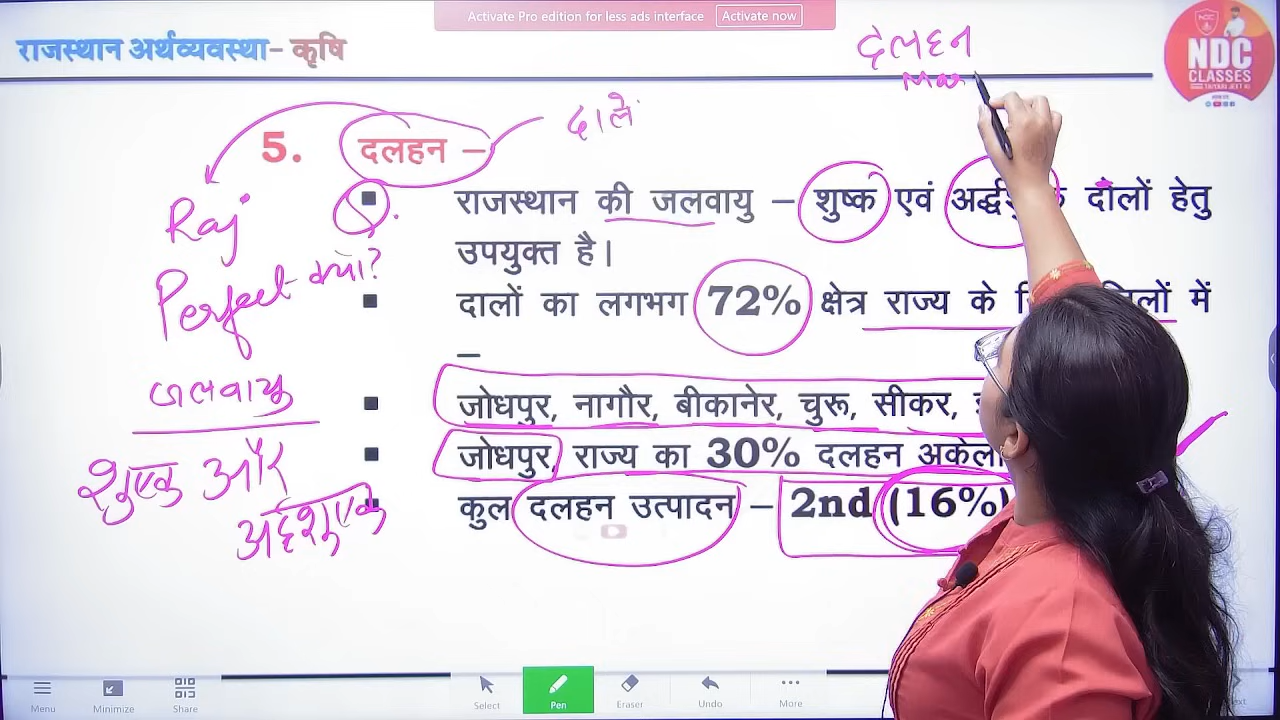 Activate Pro edition for less ads interface Activate now
राजस्थान अर्थव्यवस्था- कृषि
दलहन
Max
NDC
CLASSES
5. दलहन –
दालें
Raj
Perfect क्यों?
जलवायु
शुष्क और
अर्द्धशुष्क
राजस्थान की जलवायु – शुष्क एवं दालों हेतु
उपयुक्त है।
दालों का लगभग 72% क्षेत्र राज्य के में
–
जोधपुर, नागौर, बीकानेर, चुरू, सीकर,
जोधपुर, राज्य का 30% दलहन अकेला
कुल दलहन उत्पादन – 2nd (16%)
Menu Minimize Share Select Pen Eraser Undo More